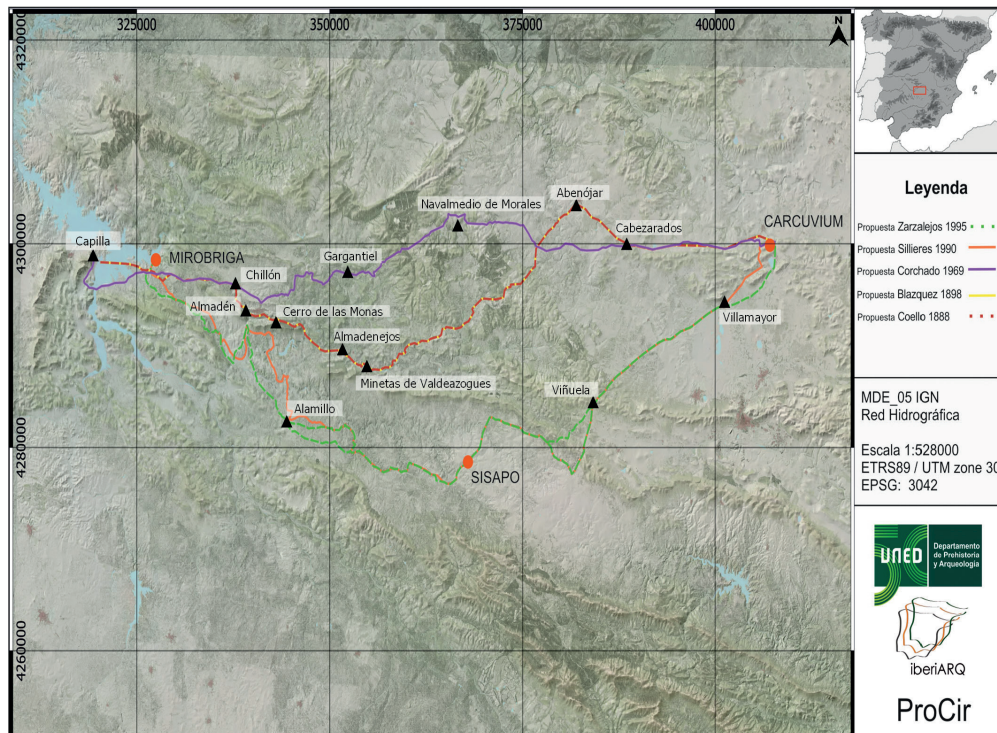 325000
350000
375000
400000
4320000
4300000
4280000
4260000
N
Navalmedio de Morales
Abenójar
Cabezarados
CARCUVIUM
Capilla
MIROBRIGA
Chillón
Gargantiel
Almadén
Cerro de las Monas
Almadenejos
Minetas de Valdeazogues
Villamayor
Viñuela
Alamillo
SISAPO
Leyenda
Propuesta Zarzalejos 1995
Propuesta Sillieres 1990
Propuesta Corchado 1969
Propuesta Blazquez 1898
Propuesta Coello 1888
MDE_05 IGN
Red Hidrográfica
Escala 1:528000
ETRS89 / UTM zone 30
EPSG: 3042
UNED
Departamento
de Prehistoria
y Arqueología
iberiARQ
ProCir